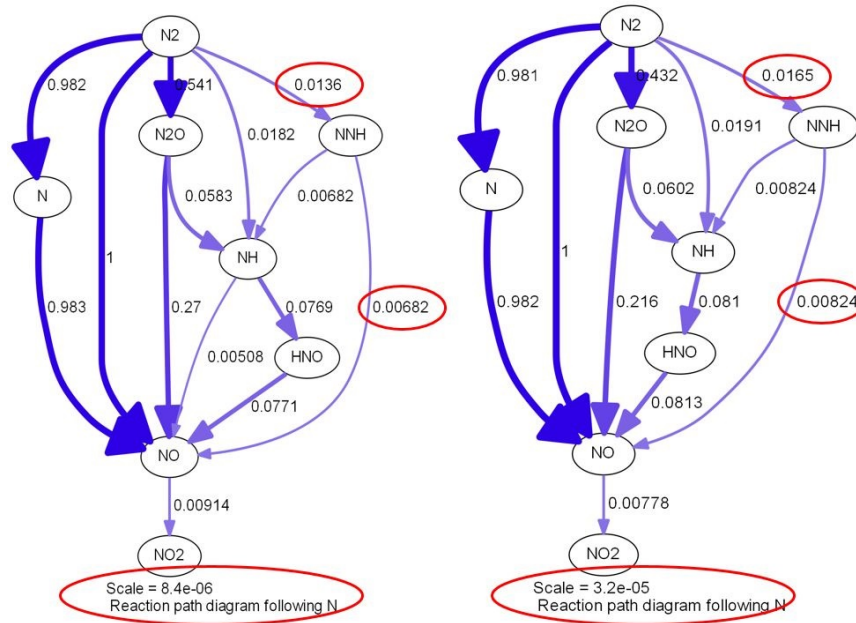 N2
0.982
0.541
0.0136
N2O
0.0182
NNH
N
0.0583
0.00682
NH
1
0.983
0.27
0.0769
0.00682
0.00508
HNO
0.0771
NO
0.00914
NO2
Scale = 8.4e-06
Reaction path diagram following N
N2
0.981
0.432
0.0165
N2O
0.0191
NNH
N
0.0602
0.00824
NH
1
0.982
0.216
0.081
0.00824
HNO
0.0813
NO
0.00778
NO2
Scale = 3.2e-05
Reaction path diagram following N